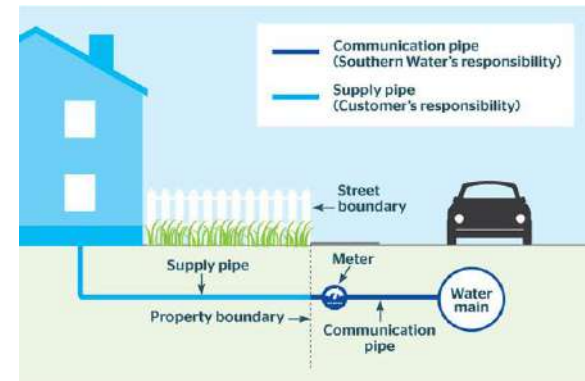 Communication pipe
(Southern Water's responsibility)
Supply pipe
(Customer's responsibility)
Street
boundary
Supply pipe
Meter
Water
main
Property boundary
Communication
pipe